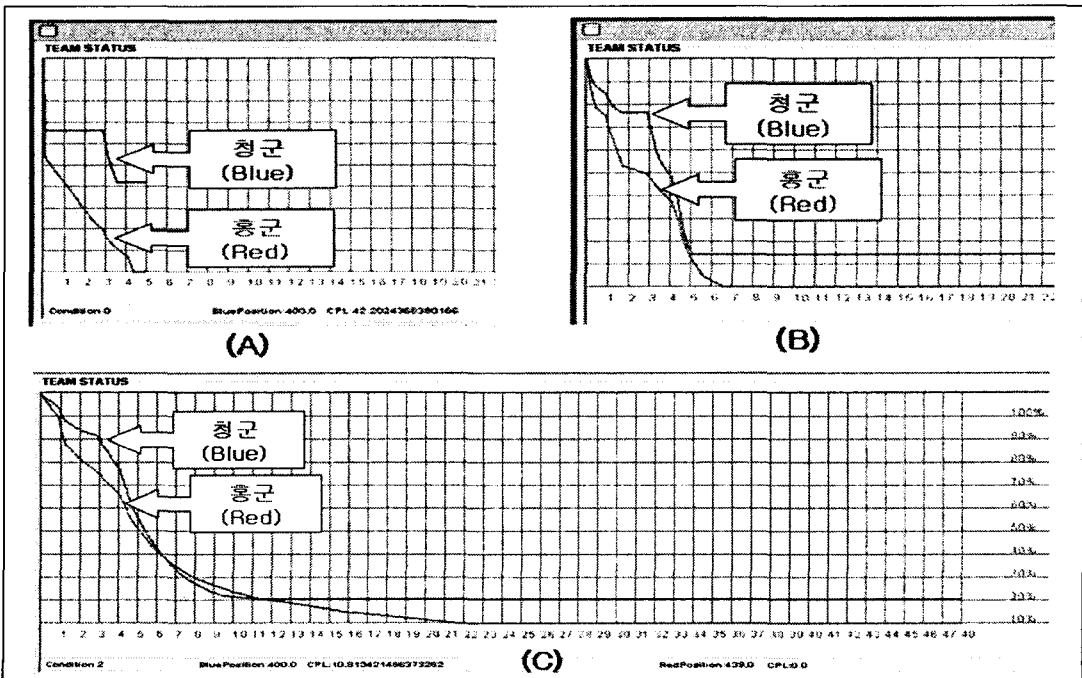 TEAM STATUS
청군
(Blue)
홍군
(Red)
1 2 3 4 5 6 7 8 9 10 11 12 13 14 15 16 17 18 19 20 21
Condition 0 BluePosition:400.0
(A)
TEAM STATUS
청군
(Blue)
홍군
(Red)
1 2 3 4 5 6 7 8 9 10 11 12 13 14 15 16 17 18 19 20 21 22
(B)
TEAM STATUS
청군
(Blue)
홍군
(Red)
100%
90%
80%
70%
60%
50%
40%
30%
20%
10%
1 2 3 4 5 6 7 8 9 10 11 12 13 14 15 16 17 18 19 20 21 22 23 24 25 26 27 28 29 30 31 32 33 34 35 36 37 38 39 40 41 42 43 44 45 46 47 48
Condition 2 BluePosition:400.0 RedPosition:439.0 CPL:0.0
(C)